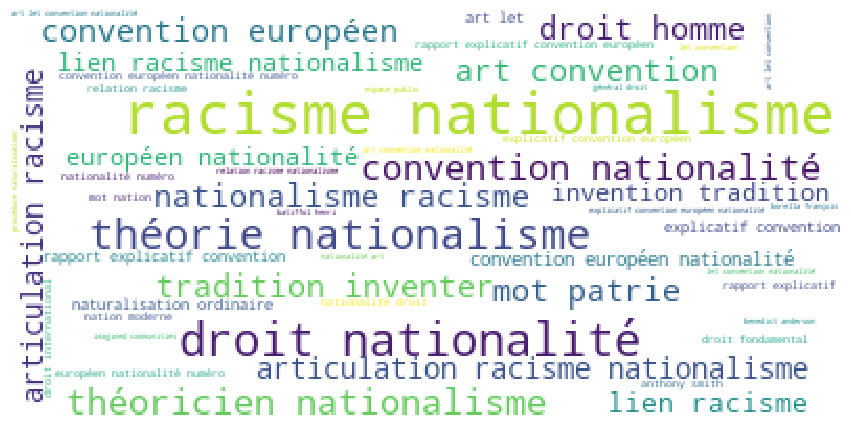 art let convention nationalité
convention européen
art let
droit homme
art let convention
rapport explicatif convention européen
let convention
lien racisme nationalisme
art convention
convention européen nationalité numéro
relation racisme
espace public
général droit
racisme nationalisme
explicatif convention européen
articulation racisme
procédure naturalisation
européen nationalité
art convention nationalité
convention nationalité
nationalité numéro
relation racisme nationalisme
mot nation
nationalisme racisme
invention tradition
batiffol henri
explicatif convention européen nationalité
borella françois
théorie nationalisme
explicatif convention
rapport explicatif convention
nationalité art
convention européen nationalité
let convention nationalité
tradition inventer
mot patrie
rapport explicatif
droit international
naturalisation ordinaire
nationalité droit
nation moderne
droit nationalité
benedict anderson
imagined communities
droit fondamental
articulation racisme nationalisme
européen nationalité numéro
anthony smith
théoricien nationalisme
lien racisme